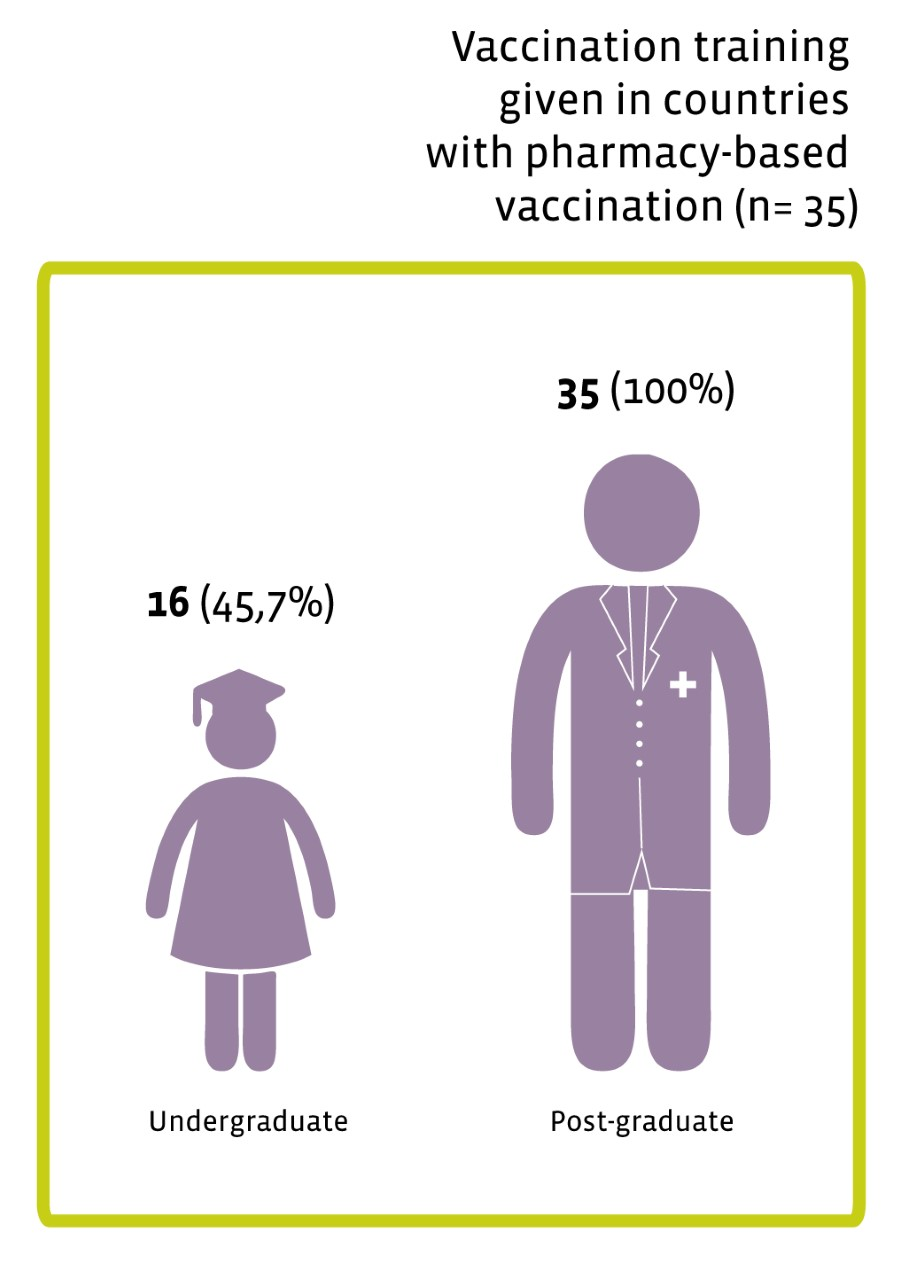 Vaccination training
given in countries
with pharmacy-based
vaccination (n= 35)
35 (100%)
16 (45,7%)
Undergraduate
Post-graduate